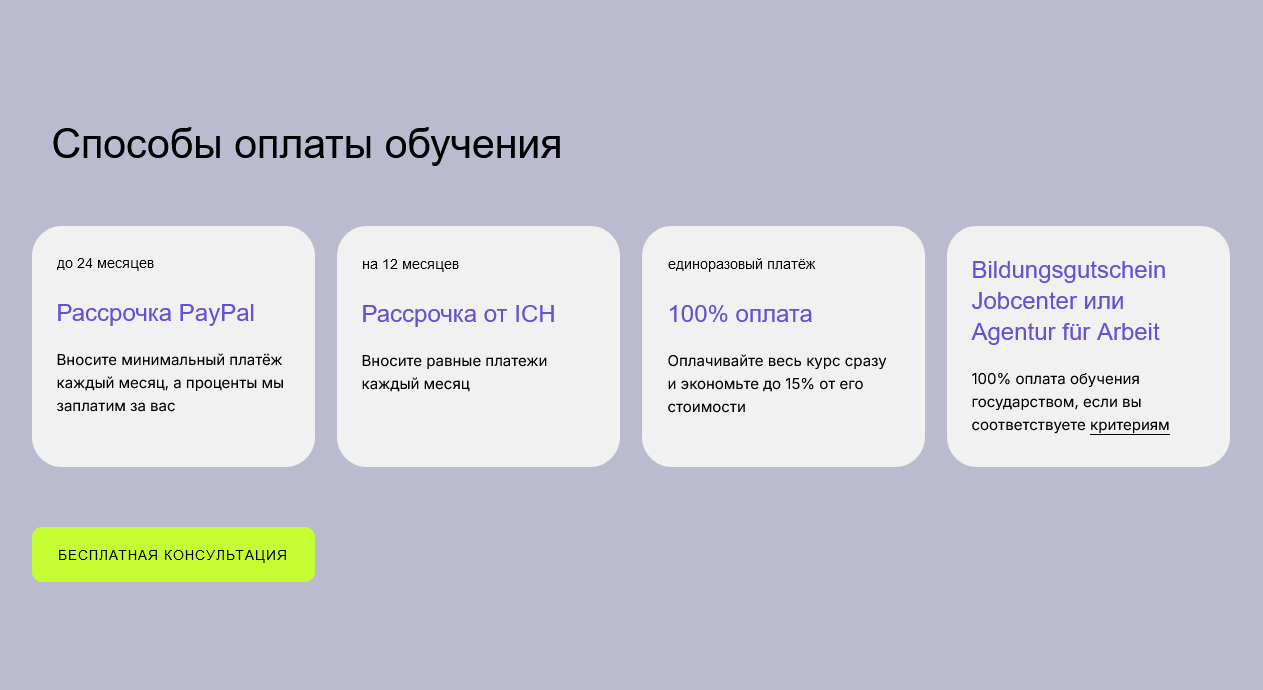 Способы оплаты обучения
до 24 месяцев
Рассрочка PayPal
Вносите минимальный платёж
каждый месяц, а проценты мы
заплатим за вас
на 12 месяцев
Рассрочка от ICH
Вносите равные платежи
каждый месяц
единоразовый платёж
100% оплата
Оплачивайте весь курс сразу
и экономьте до 15% от его
стоимости
Bildungsgutschein
Jobcenter или
Agentur für Arbeit
100% оплата обучения
государством, если вы
соответствуете критериям
БЕСПЛАТНАЯ КОНСУЛЬТАЦИЯ